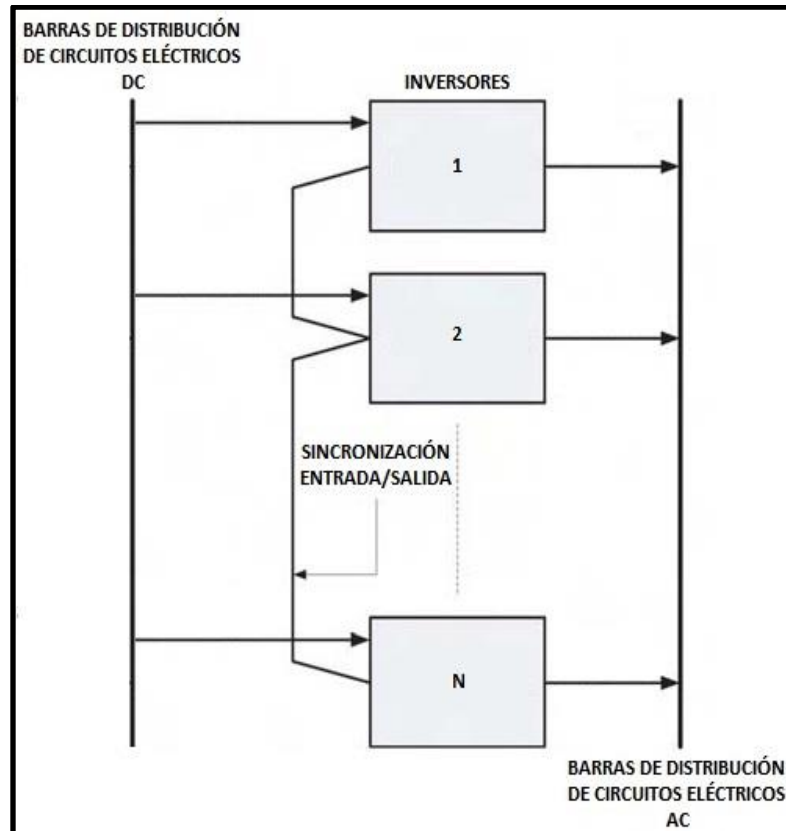 BARRAS DE DISTRIBUCIÓN
DE CIRCUITOS ELÉCTRICOS
DC
INVERSORES
1
2
SINCRONIZACIÓN
ENTRADA/SALIDA
N
BARRAS DE DISTRIBUCIÓN
DE CIRCUITOS ELÉCTRICOS
AC